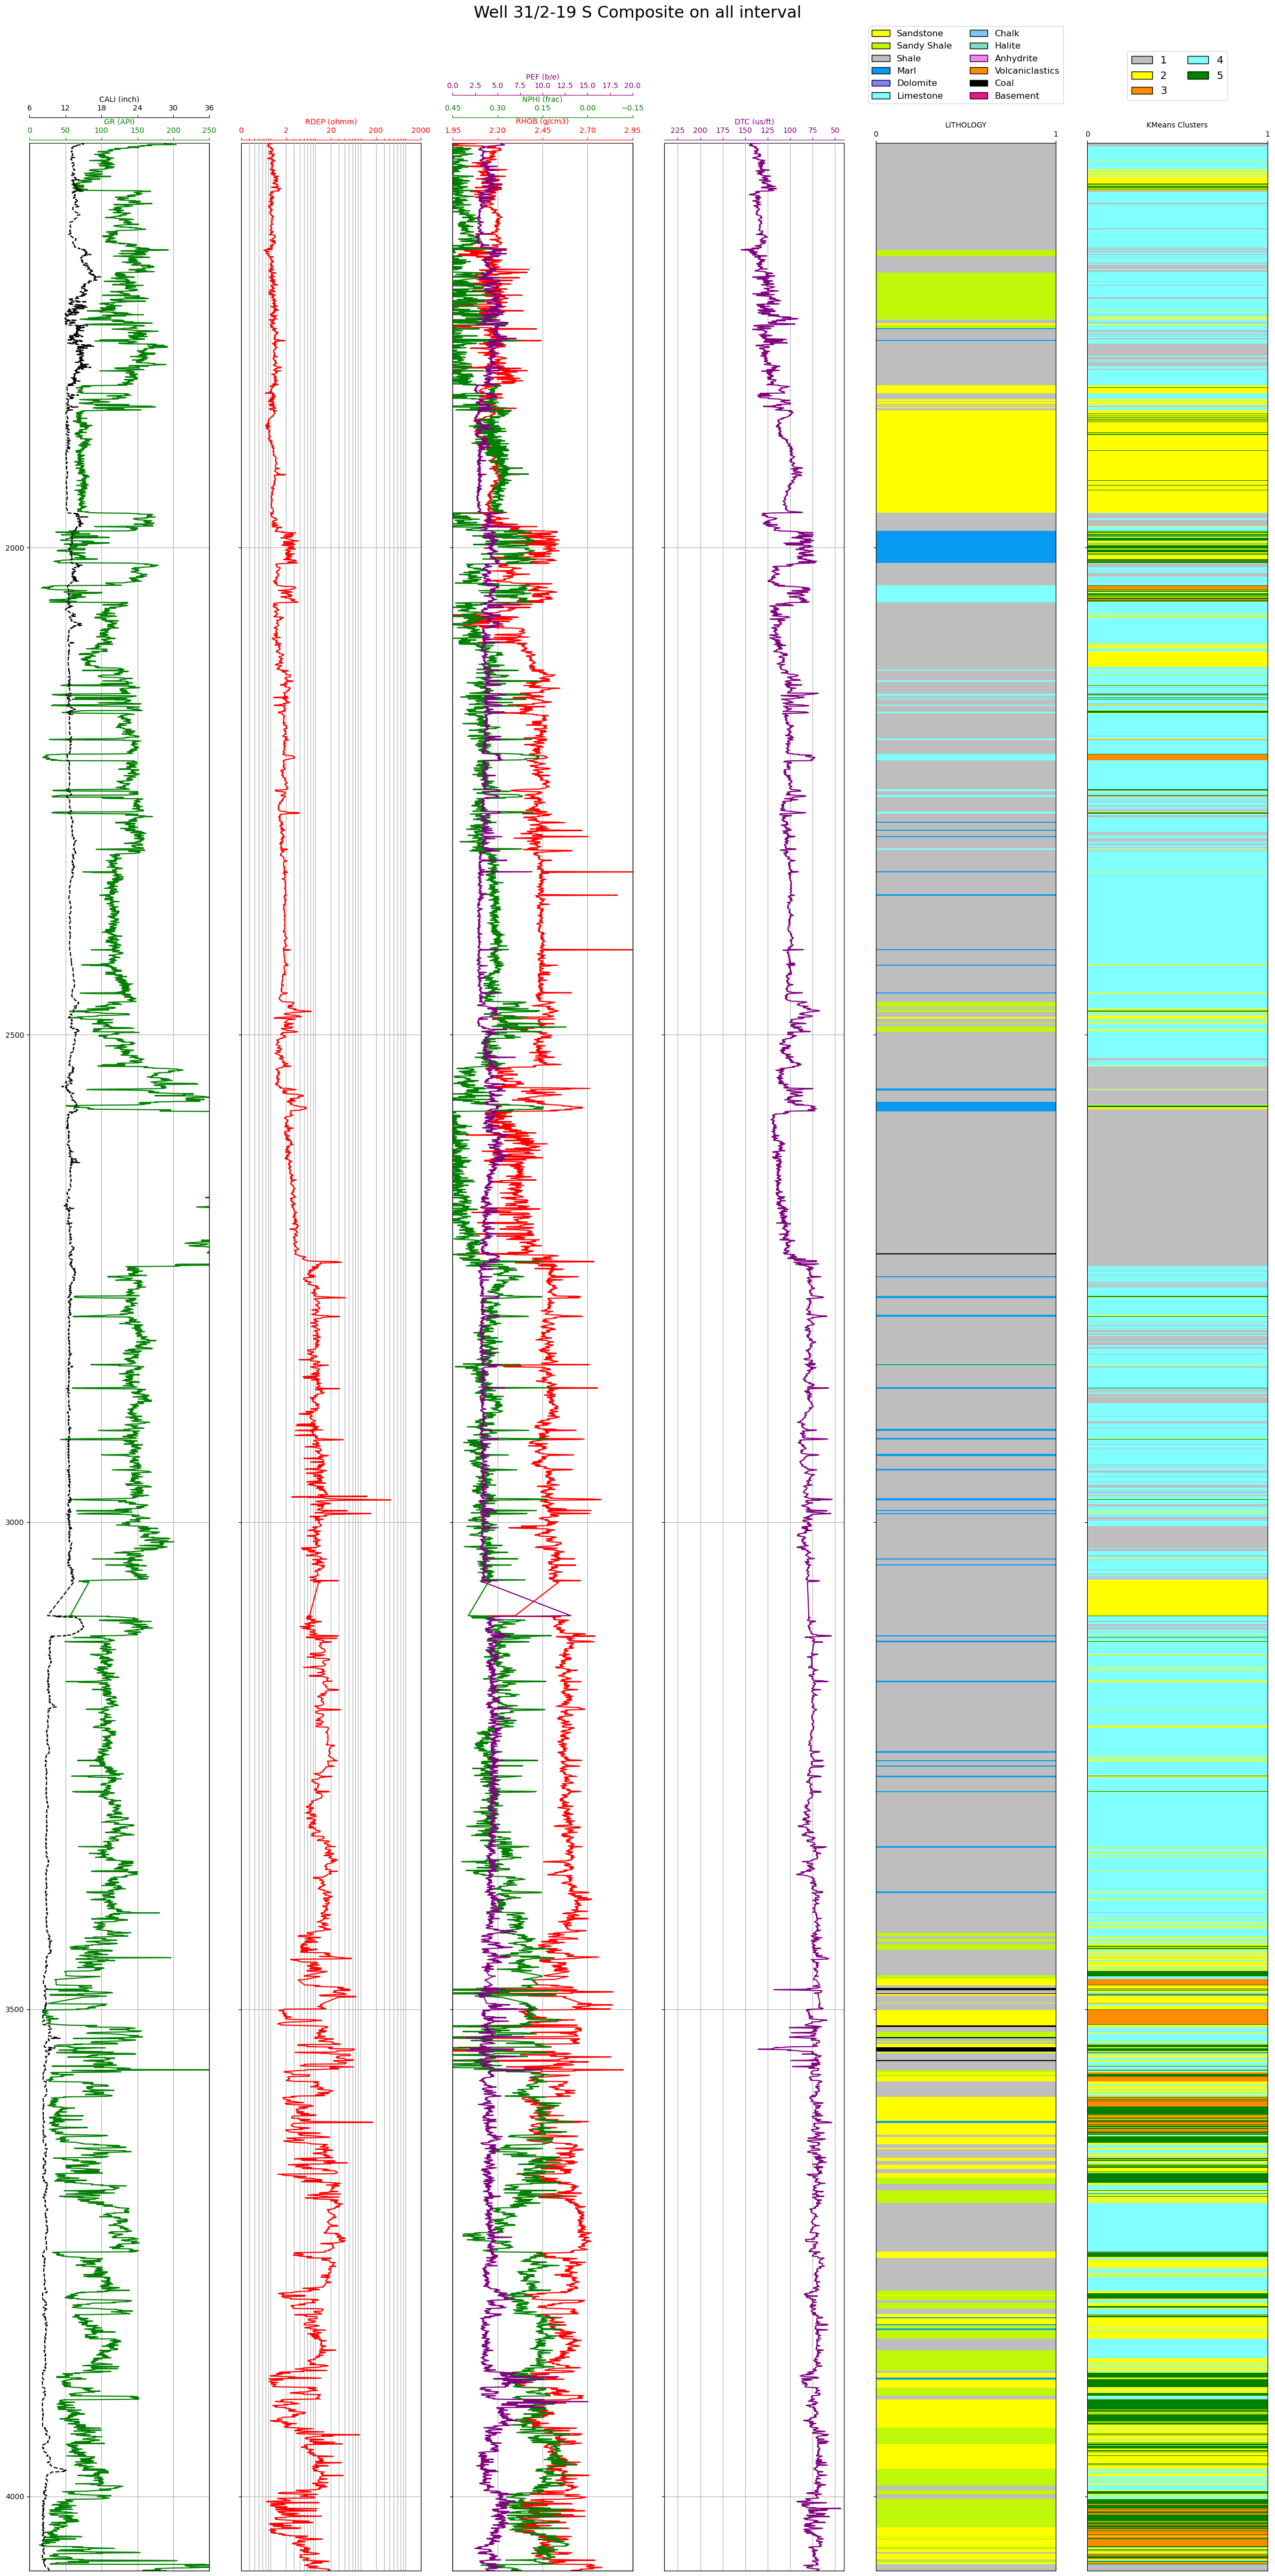 Well 31/2-19 S Composite on all interval
Sandstone Chalk
Sandy Shale Halite
Shale Anhydrite
Marl Volcaniclastics
Dolomite Coal
Limestone Basement
1 4
2 5
3
PEF (b/e)
0.0 2.5 5.0 7.5 10.0 12.5 15.0 17.5 20.0
CALI (inch) NPHI (frac)
6 12 18 24 30 36 0.45 0.30 0.15 0.00 −0.15
GR (API) RDEP (ohmm) RHOB (g/cm3) DTC (us/ft) LITHOLOGY KMeans Clusters
0 50 100 150 200 250 0 2 20 200 2000 1.95 2.20 2.45 2.70 2.95 225 200 175 150 125 100 75 50 0 1 0 1
2000
2500
3000
3500
4000